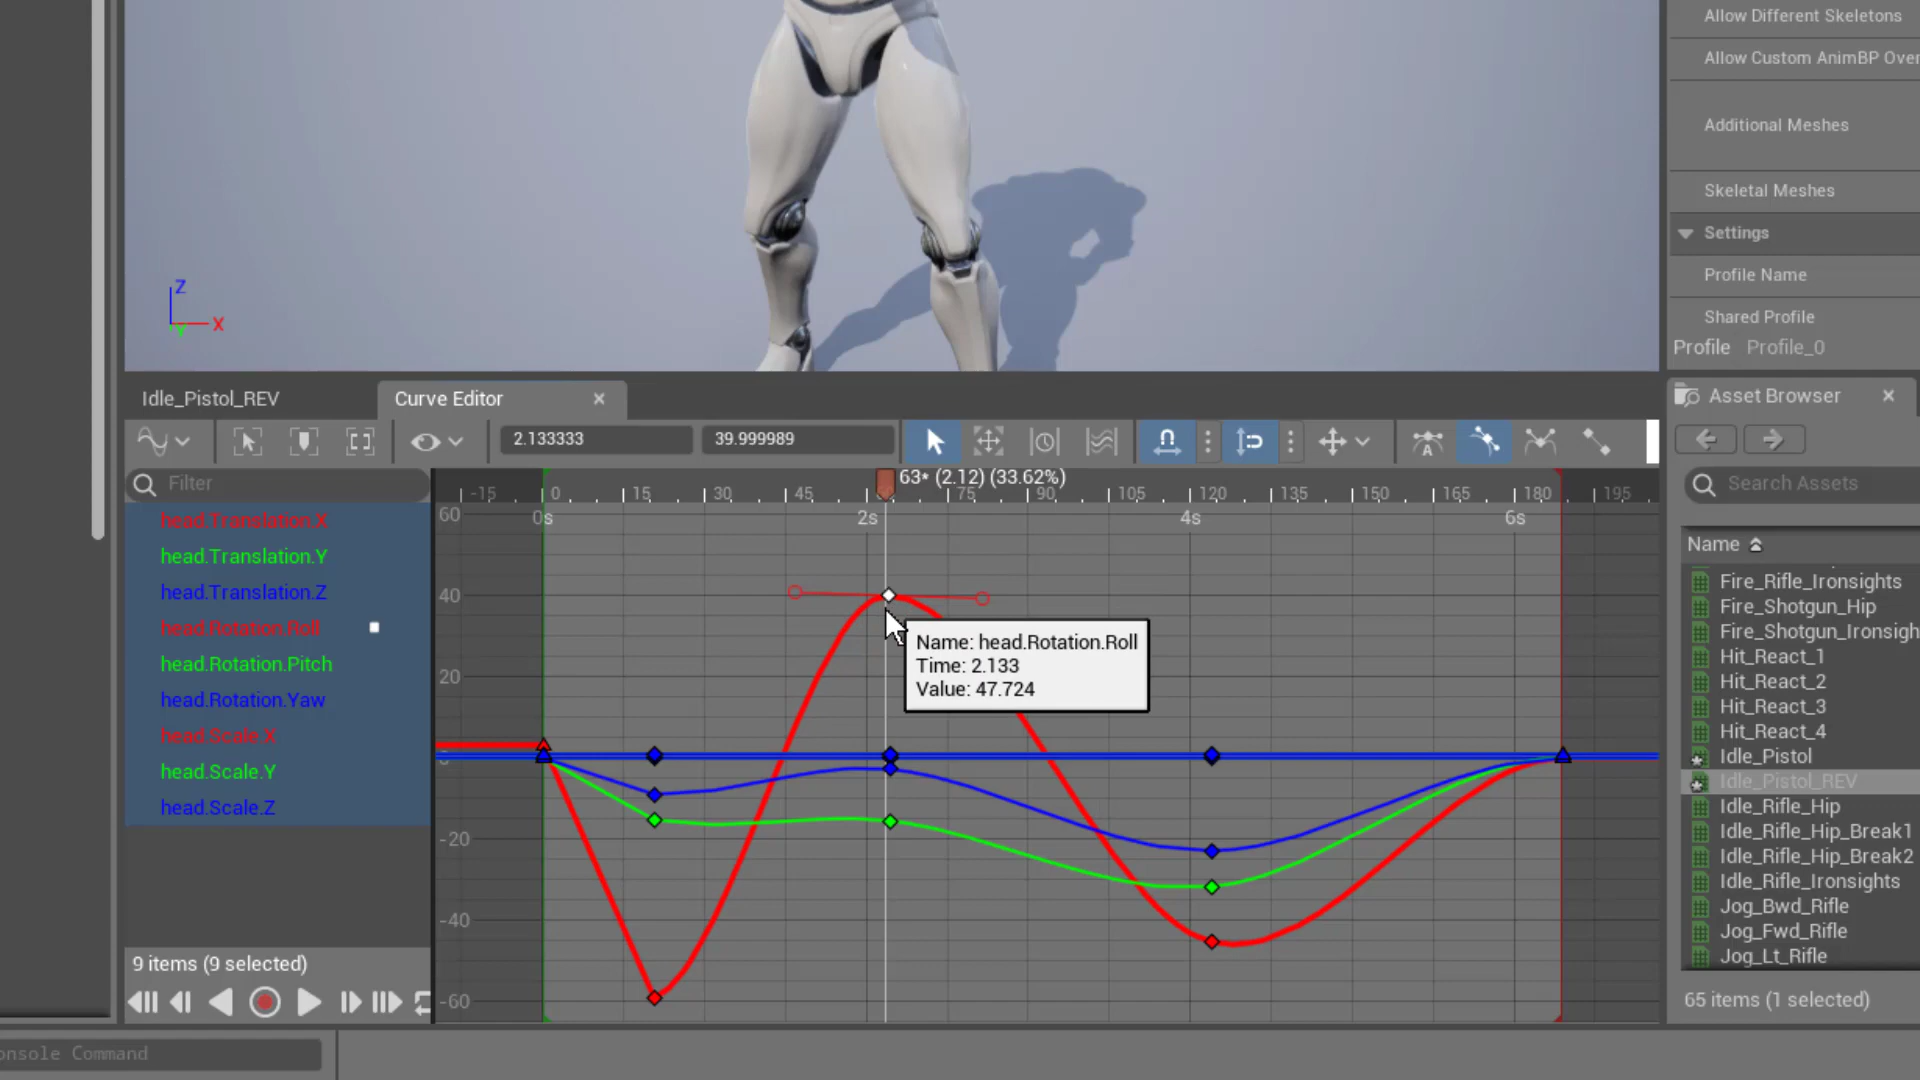 Allow Different Skeletons
Allow Custom AnimBP Over
Additional Meshes
Skeletal Meshes
Settings
Profile Name
Shared Profile
Profile Profile_0
Z
Y
X
Idle_Pistol_REV
Curve Editor
2.133333
39.999989
63* (2.12) (33.62%)
-15 0 15 30 45 75 90 105 120 135 150 165 180 195
0s 2s 4s 6s
60
40
20
0
-20
-40
-60
Filter
head.Translation.X
head.Translation.Y
head.Translation.Z
head.Rotation.Roll
head.Rotation.Pitch
head.Rotation.Yaw
head.Scale.X
head.Scale.Y
head.Scale.Z
9 items (9 selected)
Name: head.Rotation.Roll
Time: 2.133
Value: 47.724
onsole Command
Asset Browser
Search Assets
Name
Fire_Rifle_Ironsights
Fire_Shotgun_Hip
Fire_Shotgun_Ironsigh
Hit_React_1
Hit_React_2
Hit_React_3
Hit_React_4
Idle_Pistol
Idle_Pistol_REV
Idle_Rifle_Hip
Idle_Rifle_Hip_Break1
Idle_Rifle_Hip_Break2
Idle_Rifle_Ironsights
Jog_Bwd_Rifle
Jog_Fwd_Rifle
Jog_Lt_Rifle
65 items (1 selected)